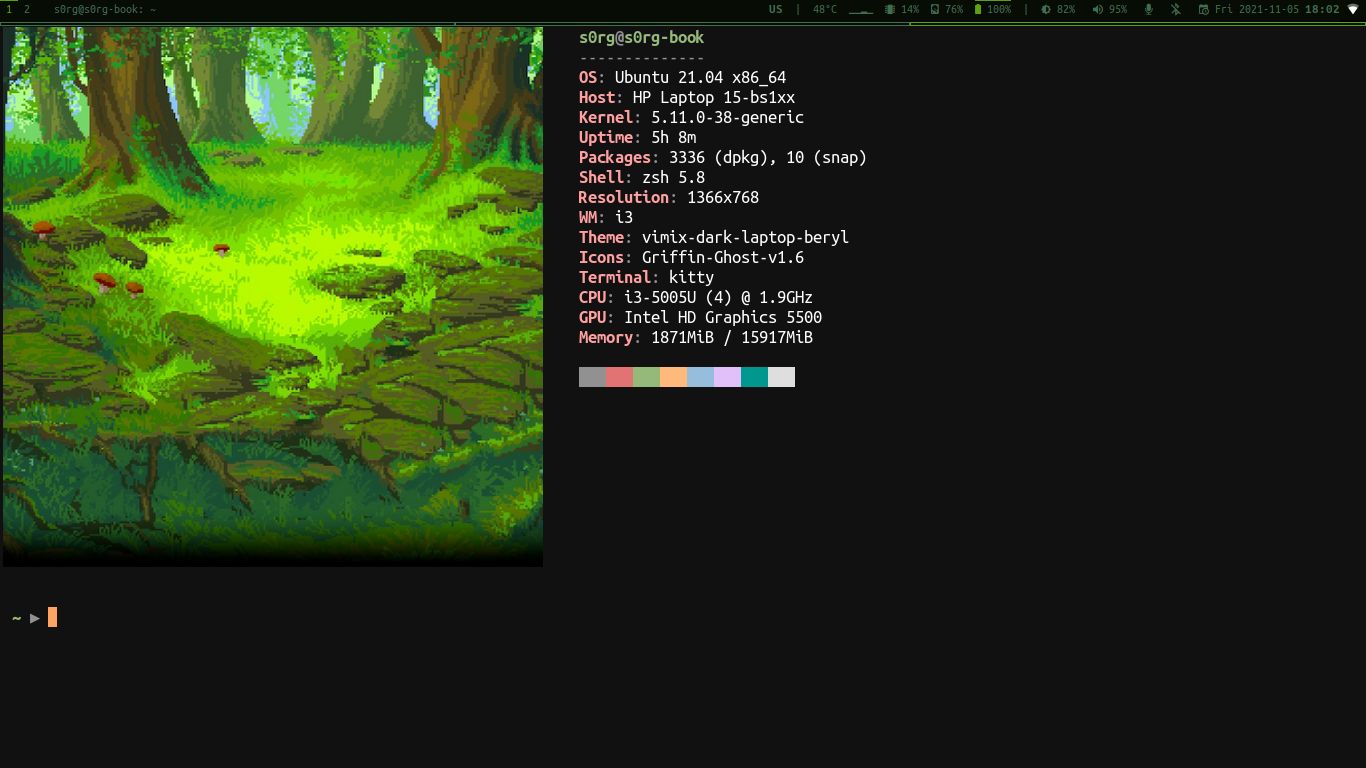 1 2 s0rg@s0rg-book: ~ US | 48°C 14% 76% 100% | 82% 95% Fri 2021-11-05 18:02
s0rg@s0rg-book
--------------
OS: Ubuntu 21.04 x86_64
Host: HP Laptop 15-bs1xx
Kernel: 5.11.0-38-generic
Uptime: 5h 8m
Packages: 3336 (dpkg), 10 (snap)
Shell: zsh 5.8
Resolution: 1366x768
WM: i3
Theme: vimix-dark-laptop-beryl
Icons: Griffin-Ghost-v1.6
Terminal: kitty
CPU: i3-5005U (4) @ 1.9GHz
GPU: Intel HD Graphics 5500
Memory: 1871MiB / 15917MiB
~ ▶